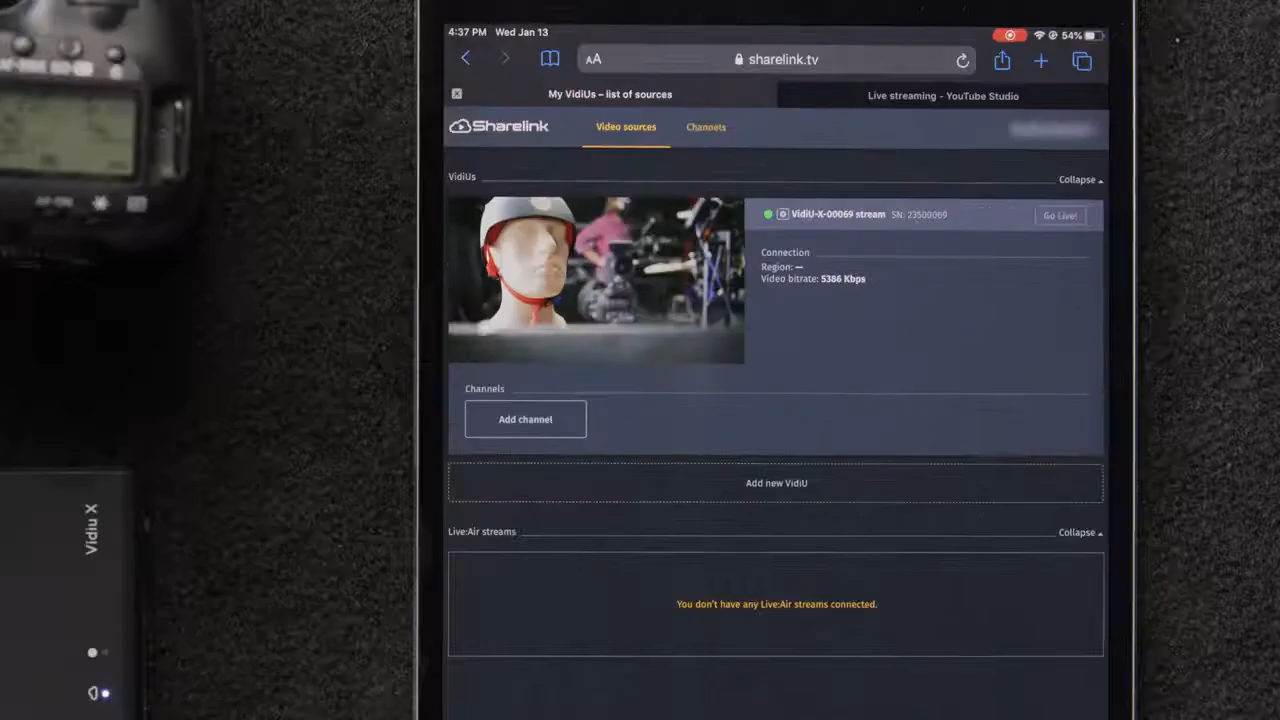 4:37 PM Wed Jan 13
54%
AA
sharelink.tv
My VidiUs – list of sources
Live streaming - YouTube Studio
Sharelink
Video sources
Channels
VidiUs
Collapse
VidiU-X-00069 stream SN: 23500069
Go Live!
Connection
Region: —
Video bitrate: 5386 Kbps
Channels
Add channel
Add new VidiU
Live:Air streams
Collapse
You don't have any Live:Air streams connected.
Vidiu X